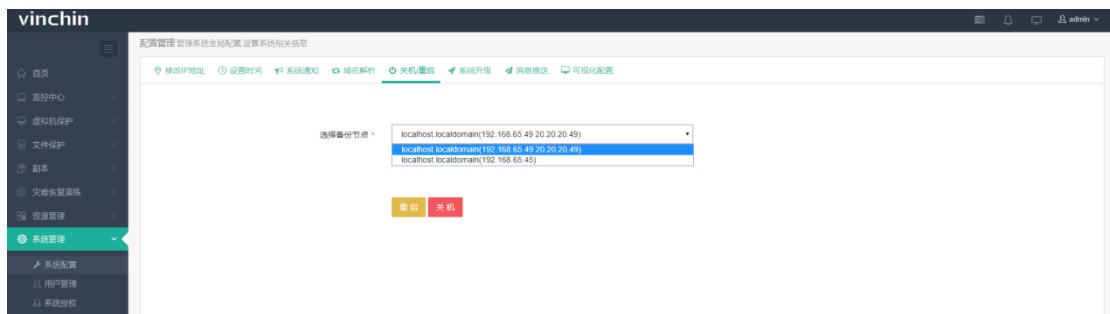 vinchin
admin
配置管理 管理系统全局配置,设置系统相关信息
修改IP地址 设置时间 系统通知 域名解析 关机/重启 系统升级 消息推送 可视化配置
首页
监控中心
虚拟机保护
文件保护
副本
灾难恢复演练
资源管理
系统管理
系统配置
用户管理
系统授权
选择备份节点 *
localhost.localdomain(192.168.65.49 20.20.20.49)
localhost.localdomain(192.168.65.49 20.20.20.49)
localhost.localdomain(192.168.65.45)
重启 关机